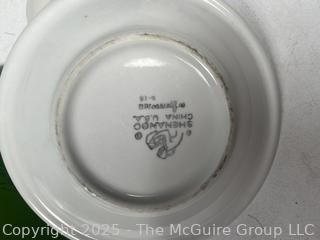 © SHENANGO ®
CHINA U.S.A.
Copyright 2025 - The McGuire Group LLC